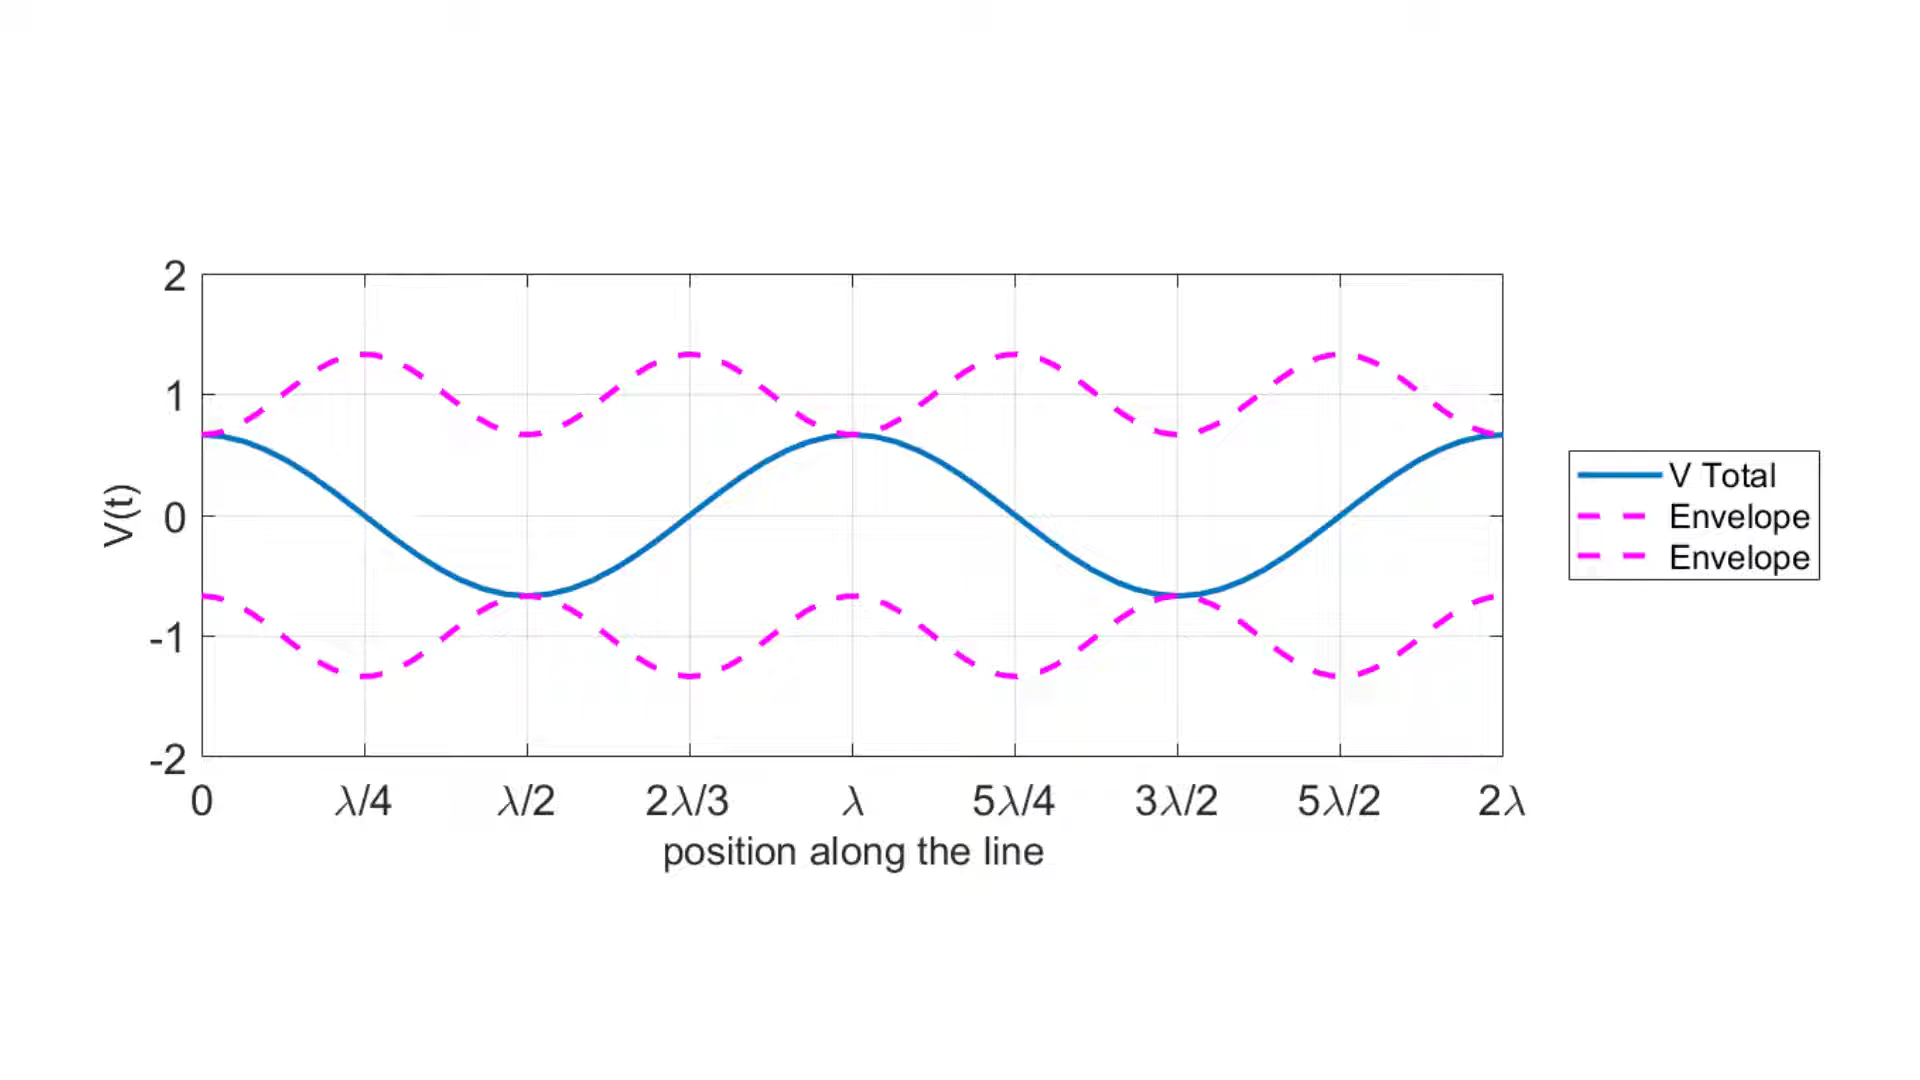 2
1
0
-1
-2
V(t)
0 λ/4 λ/2 2λ/3 λ 5λ/4 3λ/2 5λ/2 2λ
position along the line
V Total
Envelope
Envelope